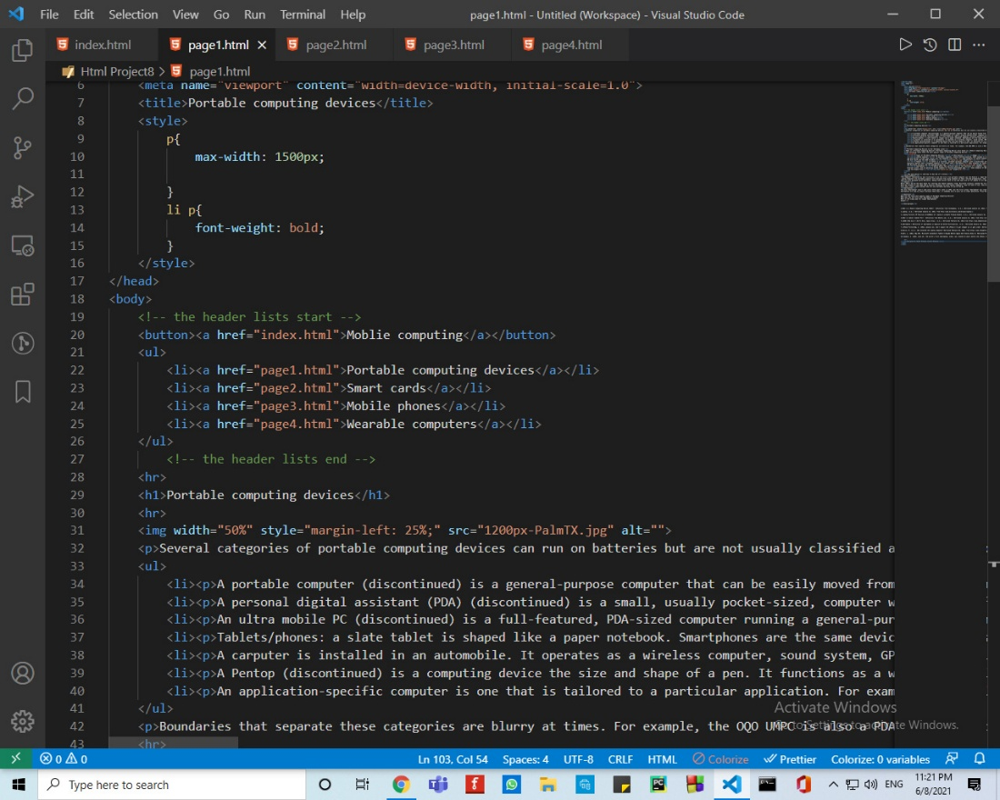 File Edit Selection View Go Run Terminal Help page1.html - Untitled (Workspace) - Visual Studio Code
index.html page1.html page2.html page3.html page4.html
Html Project8 > page1.html
6 <meta name="viewport" content="width=device-width, initial-scale=1.0">
7 <title>Portable computing devices</title>
8 <style>
9 p{
10 max-width: 1500px;
11
12 }
13 li p{
14 font-weight: bold;
15 }
16 </style>
17 </head>
18 <body>
19 <!-- the header lists start -->
20 <button><a href="index.html">Moblie computing</a></button>
21 <ul>
22 <li><a href="page1.html">Portable computing devices</a></li>
23 <li><a href="page2.html">Smart cards</a></li>
24 <li><a href="page3.html">Mobile phones</a></li>
25 <li><a href="page4.html">Wearable computers</a></li>
26 </ul>
27 <!-- the header lists end -->
28 <hr>
29 <h1>Portable computing devices</h1>
30 <hr>
31 <img width="50%" style="margin-left: 25%;" src="1200px-PalmTX.jpg" alt="">
32 <p>Several categories of portable computing devices can run on batteries but are not usually classified a
33 <ul>
34 <li><p>A portable computer (discontinued) is a general-purpose computer that can be easily moved from
35 <li><p>A personal digital assistant (PDA) (discontinued) is a small, usually pocket-sized, computer w
36 <li><p>An ultra mobile PC (discontinued) is a full-featured, PDA-sized computer running a general-pur
37 <li><p>Tablets/phones: a slate tablet is shaped like a paper notebook. Smartphones are the same devic
38 <li><p>A carputer is installed in an automobile. It operates as a wireless computer, sound system, GP
39 <li><p>A Pentop (discontinued) is a computing device the size and shape of a pen. It functions as a w
40 <li><p>An application-specific computer is one that is tailored to a particular application. For exam
41 </ul>
Activate Windows
42 <p>Boundaries that separate these categories are blurry at times. For example, the OQO UMPC is also a PDA
Go to Settings to activate Windows.
43 <hr>
0 0 Ln 103, Col 54 Spaces: 4 UTF-8 CRLF HTML Colorize Prettier Colorize: 0 variables
Type here to search ENG 11:21 PM
6/8/2021